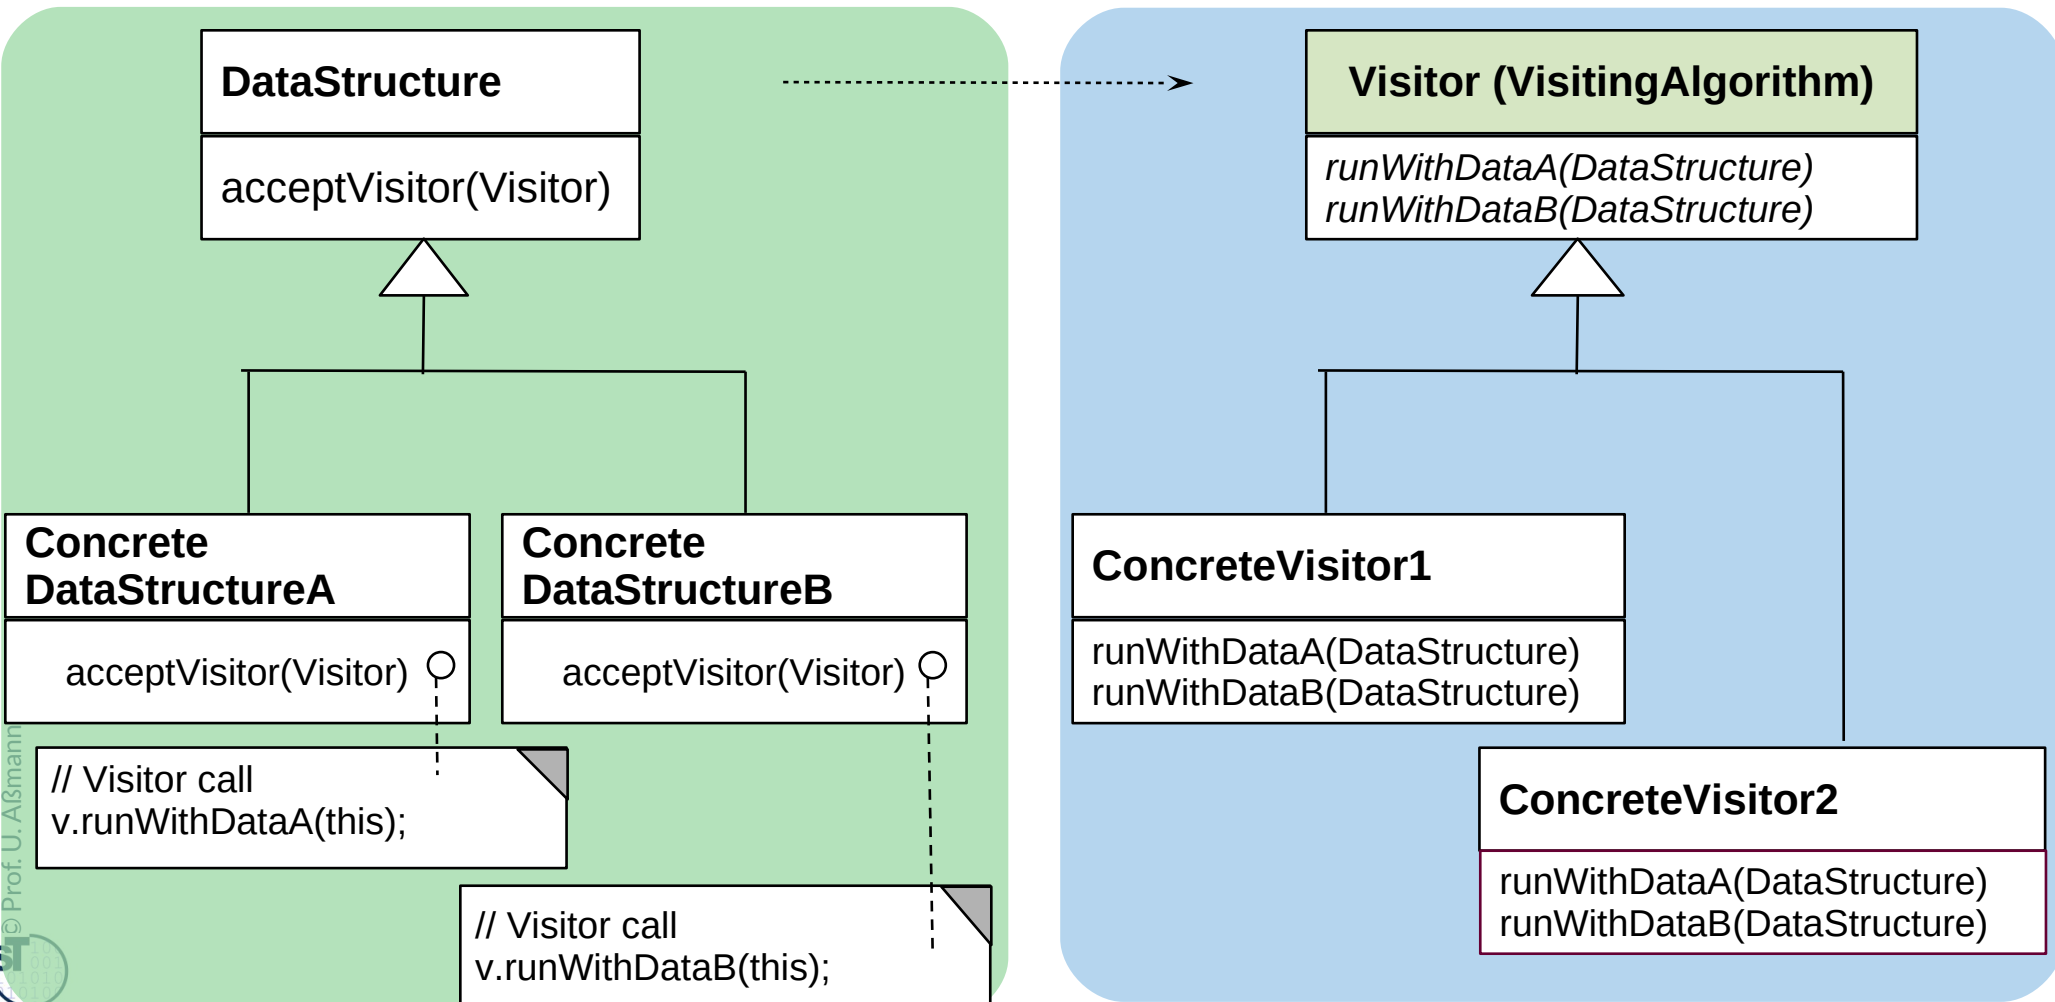 DataStructure
acceptVisitor(Visitor)
Visitor (VisitingAlgorithm)
runWithDataA(DataStructure)
runWithDataB(DataStructure)
Concrete
DataStructureA
acceptVisitor(Visitor)
Concrete
DataStructureB
acceptVisitor(Visitor)
ConcreteVisitor1
runWithDataA(DataStructure)
runWithDataB(DataStructure)
// Visitor call
v.runWithDataA(this);
// Visitor call
v.runWithDataB(this);
ConcreteVisitor2
runWithDataA(DataStructure)
runWithDataB(DataStructure)
© Prof. U. Aßmann
ST